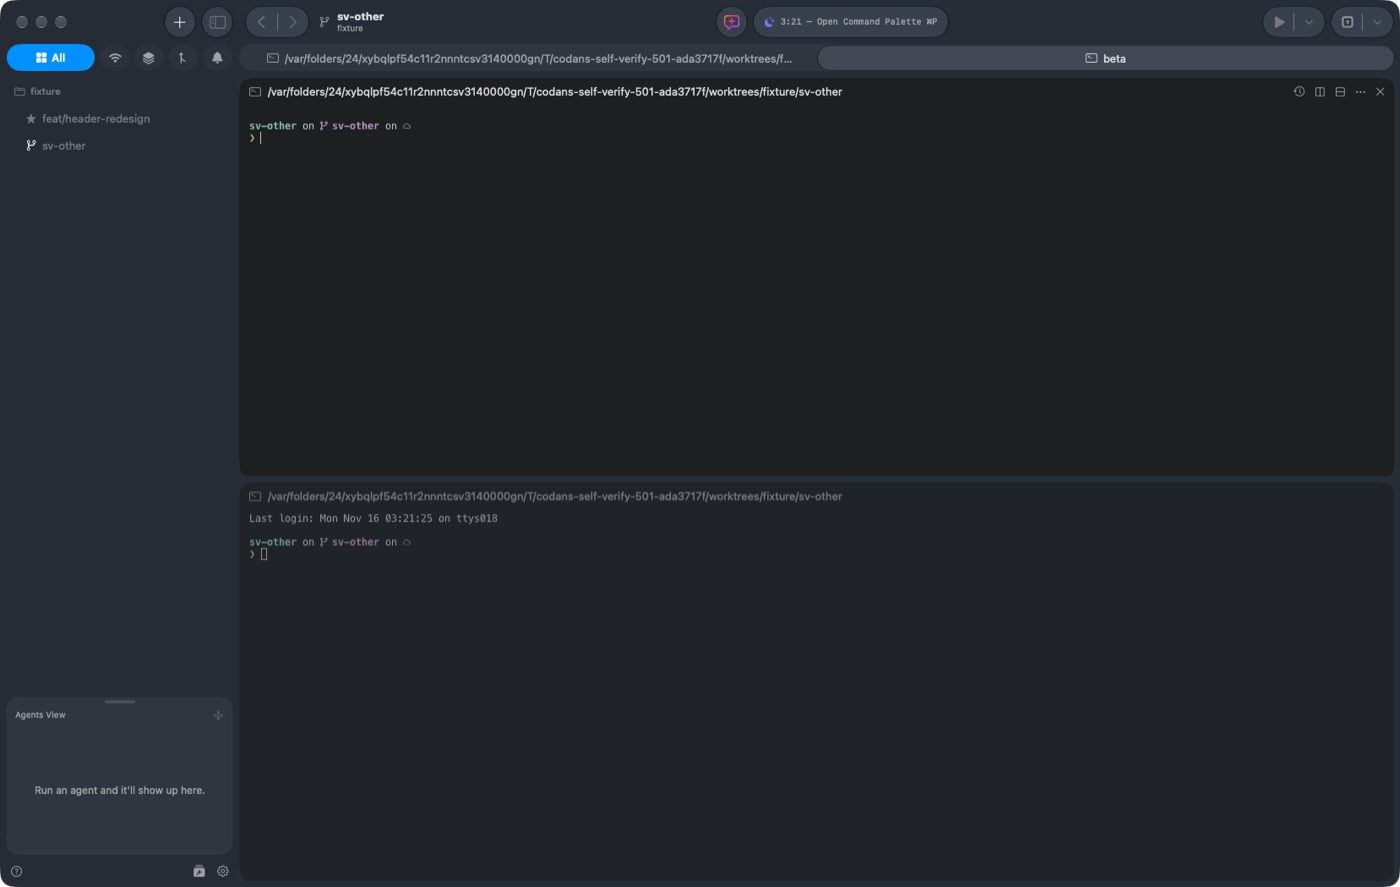 sv-other
fixture
3:21 — Open Command Palette ⌘P
All
/var/folders/24/xybqlpf54c11r2nnntcsv3140000gn/T/codans-self-verify-501-ada3717f/worktrees/f...
beta
fixture
feat/header-redesign
sv-other
/var/folders/24/xybqlpf54c11r2nnntcsv3140000gn/T/codans-self-verify-501-ada3717f/worktrees/fixture/sv-other
sv-other on sv-other on
❯
/var/folders/24/xybqlpf54c11r2nnntcsv3140000gn/T/codans-self-verify-501-ada3717f/worktrees/fixture/sv-other
Last login: Mon Nov 16 03:21:25 on ttys018
sv-other on sv-other on
❯
Agents View
Run an agent and it'll show up here.